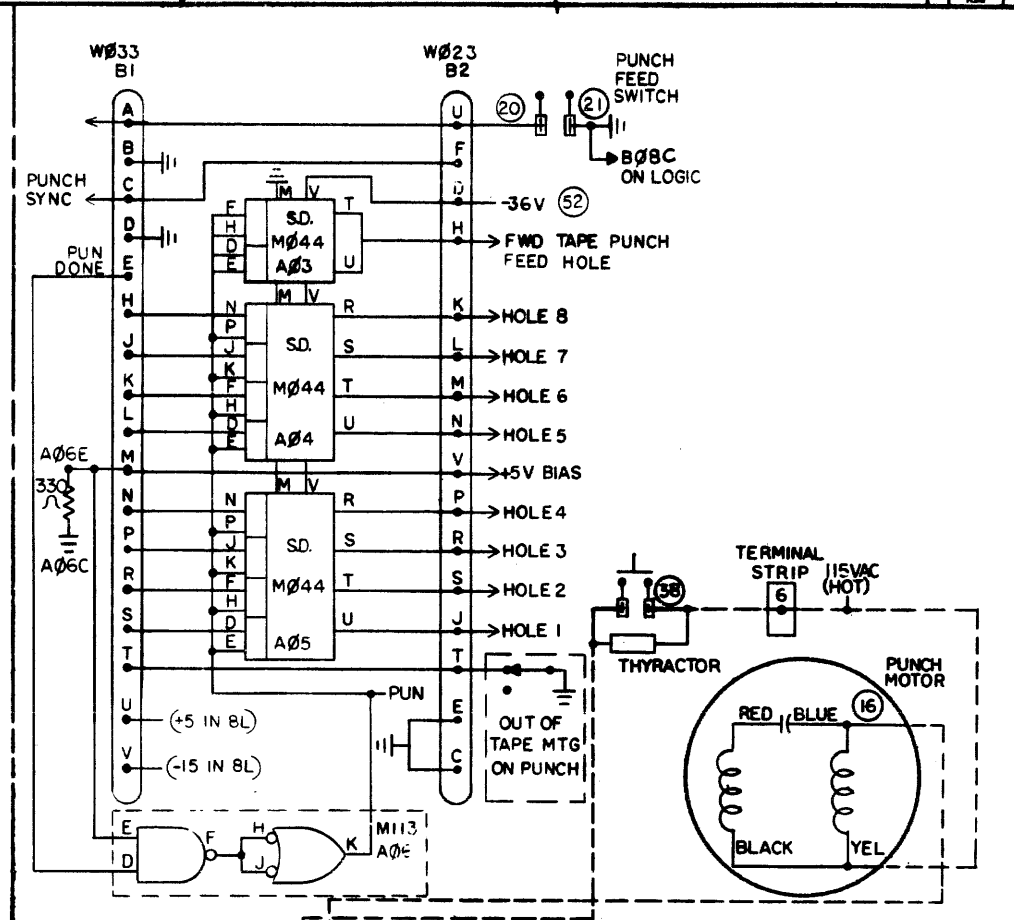 WØ33
B1
WØ23
B2
PUNCH
FEED
SWITCH
A
U
20
21
B
F
BØ8C
ON LOGIC
PUNCH
SYNC
C
D
-36V
52
M
V
F
H
D
E
S.D.
MØ44
AØ3
T
U
D
H
FWD TAPE PUNCH
FEED HOLE
PUN
DONE
E
M
V
H
N
P
R
K
HOLE 8
J
J
S.D.
S
L
HOLE 7
K
K
F
MØ44
T
M
HOLE 6
L
H
D
E
AØ4
U
N
HOLE 5
AØ6E
M
V
+5V BIAS
330
Ω
M
V
N
N
P
R
P
HOLE 4
P
J
S.D.
S
R
HOLE 3
AØ6C
K
R
F
MØ44
T
S
HOLE 2
H
S
D
U
J
HOLE 1
E
AØ5
T
T
PUN
U
(+5 IN 8L)
E
V
(-15 IN 8L)
C
OUT OF
TAPE MTG
ON PUNCH
38
THYRACTOR
TERMINAL
STRIP
6
115VAC
(HOT)
PUNCH
MOTOR
RED
BLUE
16
BLACK
YEL
E
D
F
H
J
K
M113
AØ6